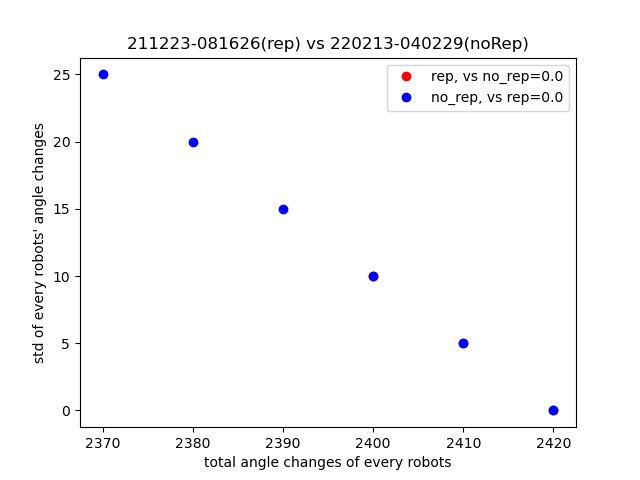 211223-081626(rep) vs 220213-040229(noRep)
rep, vs no_rep=0.0
no_rep, vs rep=0.0
std of every robots' angle changes
25
20
15
10
5
0
2370 2380 2390 2400 2410 2420
total angle changes of every robots